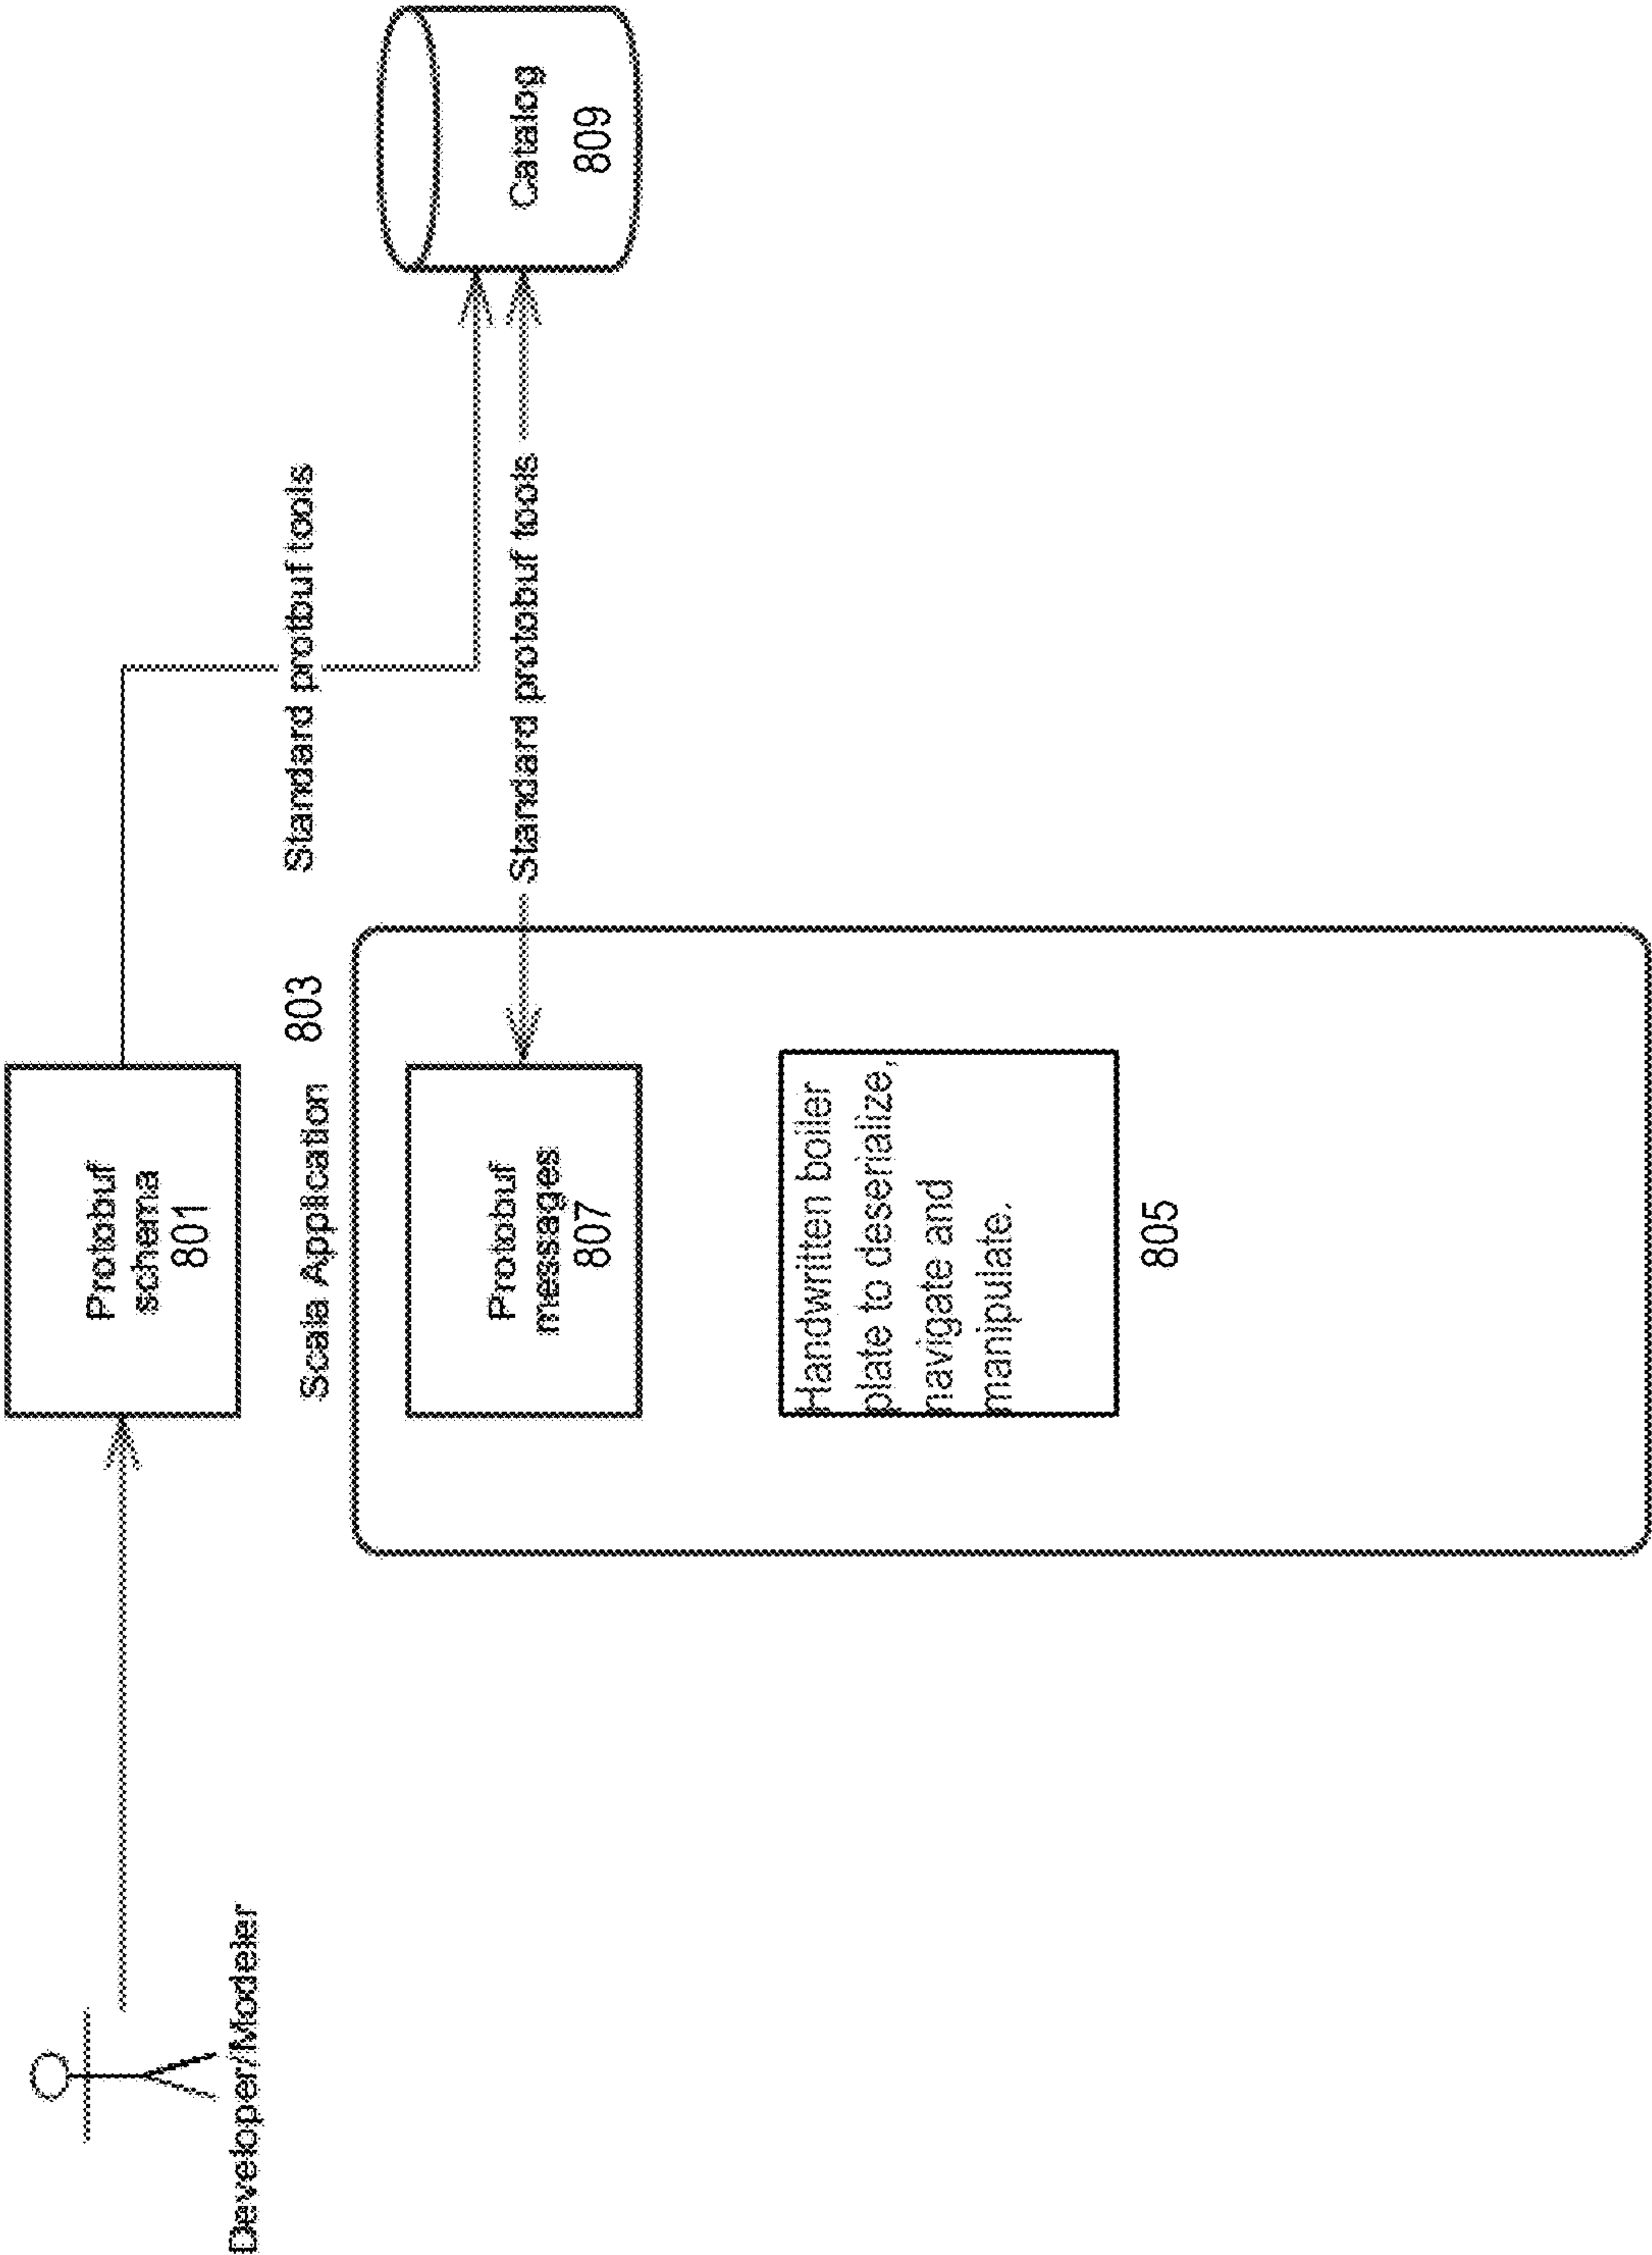 Developer/Modeler
Protobuf
schema
801
Standard protbuf tools
Scala Application 803
Protobuf
messages
807
Standard protobuf tools
Catalog
809
Handwritten boiler
plate to deserialize,
navigate and
manipulate.
805